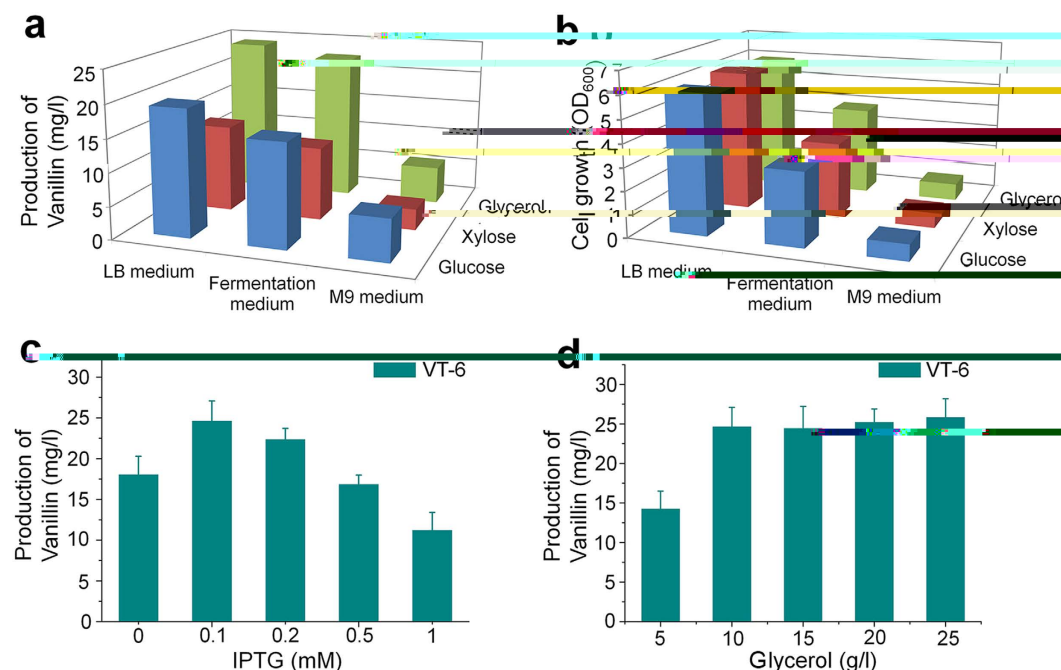 a
Production of
Vanillin (mg/l)
25
20
15
10
5
0
LB medium
Fermentation
medium
M9 medium
Glycerol
Xylose
Glucose
b
Cell growth (OD600)
7
6
5
4
3
2
1
0
LB medium
Fermentation
medium
M9 medium
Glycerol
Xylose
Glucose
c
VT-6
Production of
Vanillin (mg/l)
30
25
20
15
10
5
0
0 0.1 0.2 0.5 1
IPTG (mM)
d
VT-6
Production of
Vanillin (mg/l)
30
25
20
15
10
5
0
5 10 15 20 25
Glycerol (g/l)